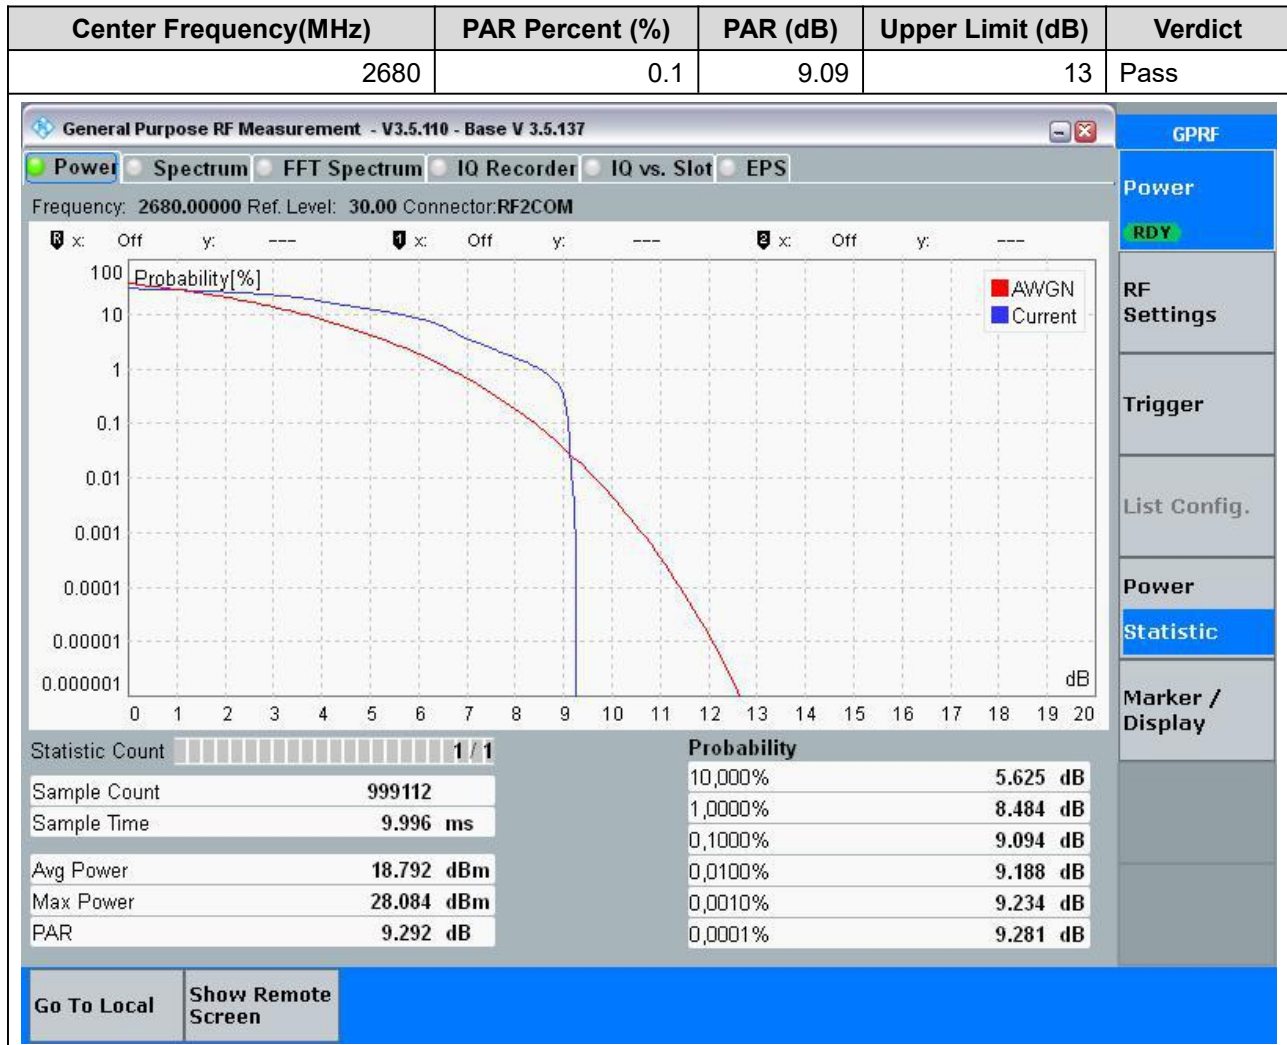 Center Frequency(MHz) PAR Percent (%) PAR (dB) Upper Limit (dB) Verdict
2680 0.1 9.09 13 Pass
General Purpose RF Measurement - V3.5.110 - Base V 3.5.137
GPRF
Power Spectrum FFT Spectrum IQ Recorder IQ vs. Slot EPS
Power
RDY
Frequency: 2680.00000 Ref. Level: 30.00 Connector:RF2COM
R x: Off y: --- 1 x: Off y: --- 2 x: Off y: ---
Probability[%]
100
10
1
0.1
0.01
0.001
0.0001
0.00001
0.000001
AWGN
Current
dB
0 1 2 3 4 5 6 7 8 9 10 11 12 13 14 15 16 17 18 19 20
RF
Settings
Trigger
List Config.
Power
Statistic
Marker /
Display
Statistic Count 1 / 1
Sample Count 999112
Sample Time 9.996 ms
Avg Power 18.792 dBm
Max Power 28.084 dBm
PAR 9.292 dB
Probability
10,000% 5.625 dB
1,0000% 8.484 dB
0,1000% 9.094 dB
0,0100% 9.188 dB
0,0010% 9.234 dB
0,0001% 9.281 dB
Go To Local
Show Remote
Screen